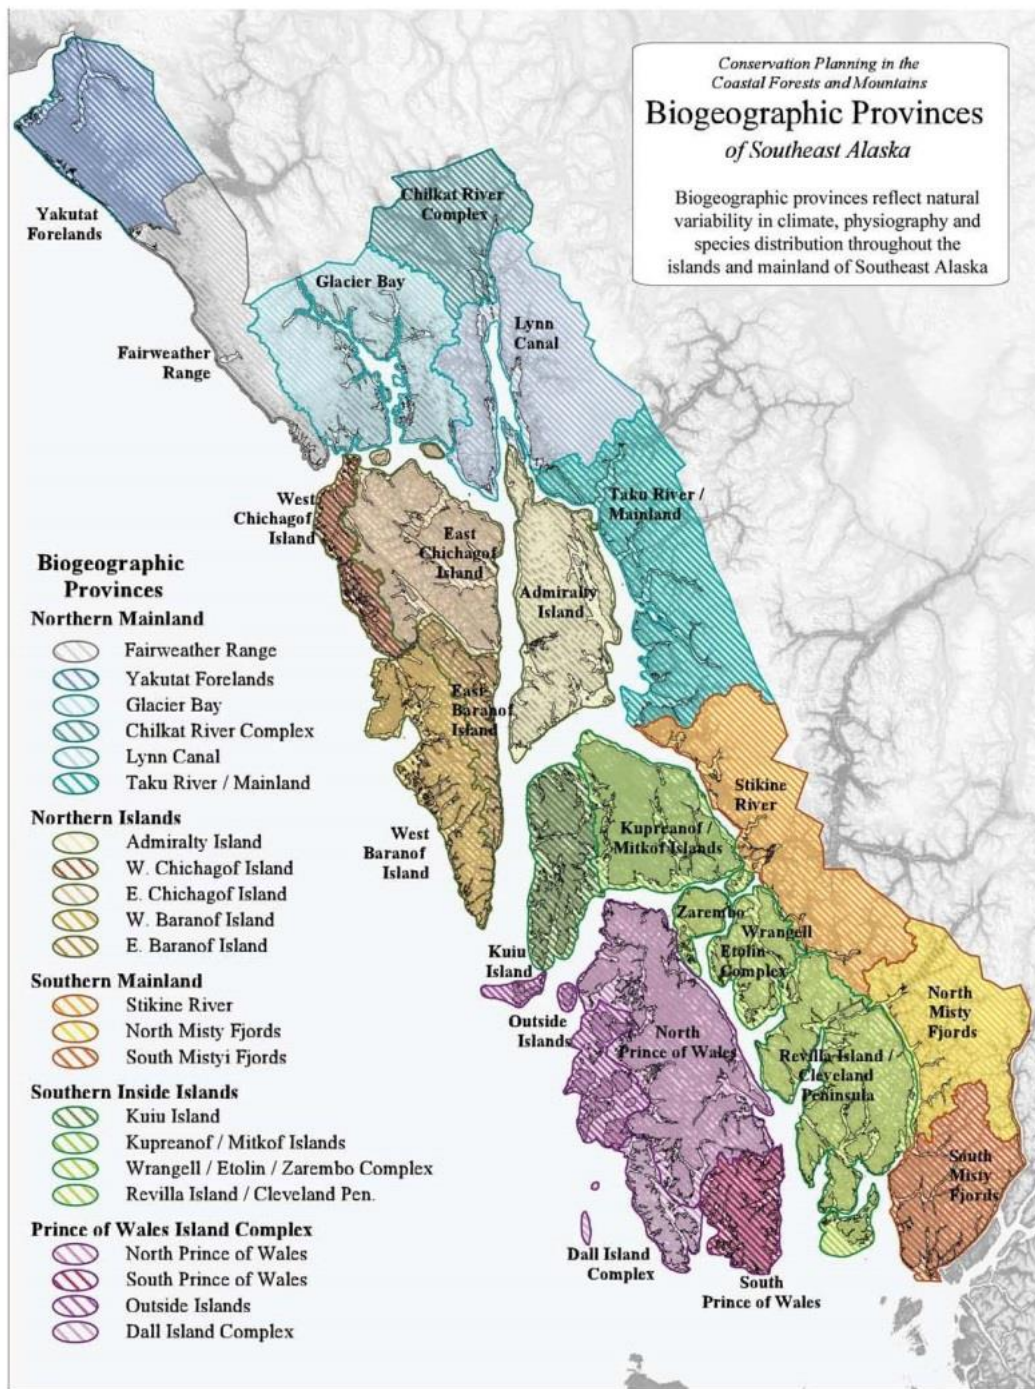 Conservation Planning in the
Coastal Forests and Mountains
Biogeographic Provinces
of Southeast Alaska
Biogeographic provinces reflect natural
variability in climate, physiography and
species distribution throughout the
islands and mainland of Southeast Alaska
Yakutat
Forelands
Chilkat River
Complex
Glacier Bay
Lynn
Canal
Fairweather
Range
West
Chichagof
Island
East
Chichagof
Island
Taku River /
Mainland
Admiralty
Island
East
Baranof
Island
West
Baranof
Island
Stikine
River
Kupreanof /
Mitkof Islands
Zarembo
Wrangell
Etolin
Complex
Kuiu
Island
Outside
Islands
North
Prince of Wales
North
Misty
Fjords
Revilla Island /
Cleveland
Peninsula
South
Misty
Fjords
Dall Island
Complex
South
Prince of Wales
Biogeographic
Provinces
Northern Mainland
Fairweather Range
Yakutat Forelands
Glacier Bay
Chilkat River Complex
Lynn Canal
Taku River / Mainland
Northern Islands
Admiralty Island
W. Chichagof Island
E. Chichagof Island
W. Baranof Island
E. Baranof Island
Southern Mainland
Stikine River
North Misty Fjords
South Mistyi Fjords
Southern Inside Islands
Kuiu Island
Kupreanof / Mitkof Islands
Wrangell / Etolin / Zarembo Complex
Revilla Island / Cleveland Pen.
Prince of Wales Island Complex
North Prince of Wales
South Prince of Wales
Outside Islands
Dall Island Complex